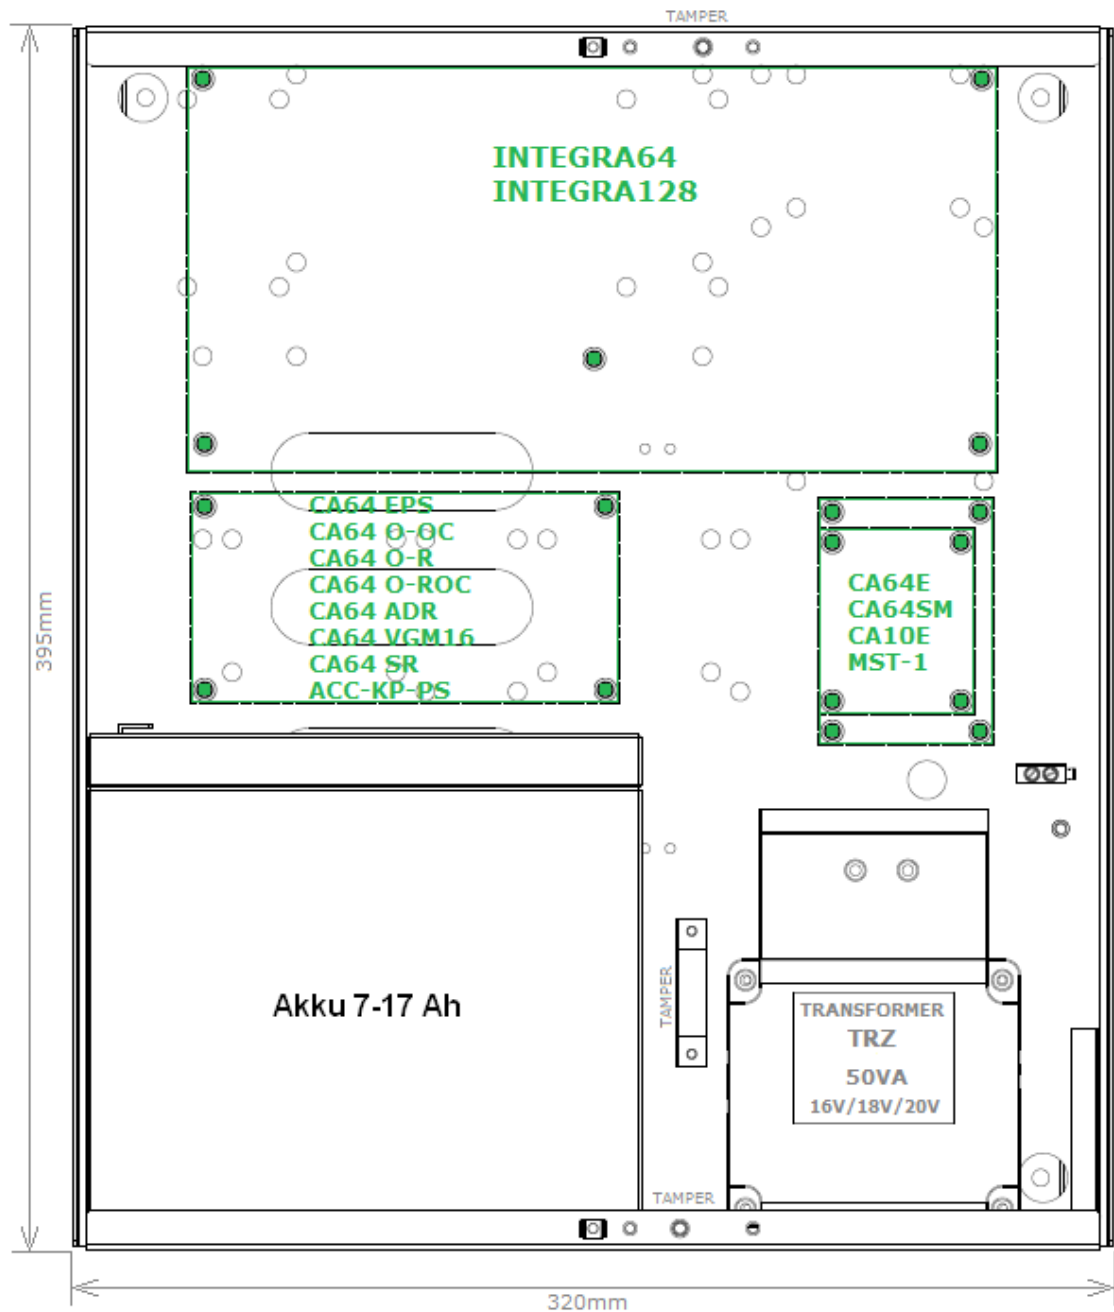 TAMPER
INTEGRA64
INTEGRA128
CA64 EPS
CA64 O-OC
CA64 O-R
CA64 O-ROC
CA64 ADR
CA64 VGM16
CA64 SR
ACC-KP-PS
CA64E
CA64SM
CA10E
MST-1
395mm
Akku 7-17 Ah
TAMPER
TRANSFORMER
TRZ
50VA
16V/18V/20V
TAMPER
320mm